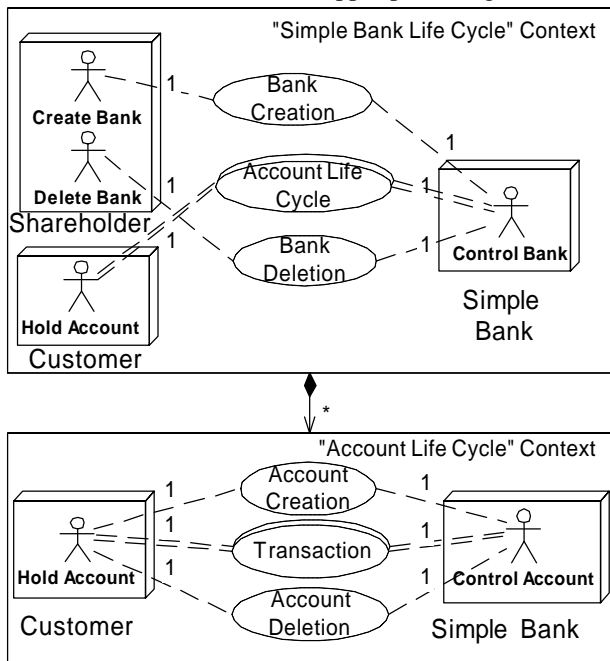 "Simple Bank Life Cycle" Context
Create Bank
1
Bank
Creation
1
Delete Bank
1
Account Life
Cycle
1
Shareholder
1
Bank
Deletion
1
Control Bank
Hold Account
Customer
Simple
Bank
*
"Account Life Cycle" Context
1
Account
Creation
1
1
Transaction
1
Hold Account
Control Account
1
Account
Deletion
1
Customer
Simple Bank